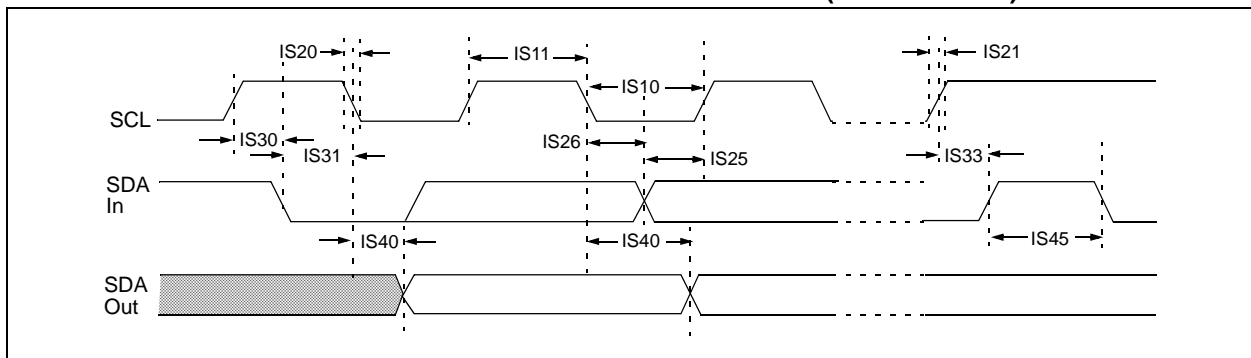 IS20
IS11
IS21
IS10
SCL
IS30
IS26
IS31
IS25
IS33
SDA
In
IS40
IS40
IS45
SDA
Out